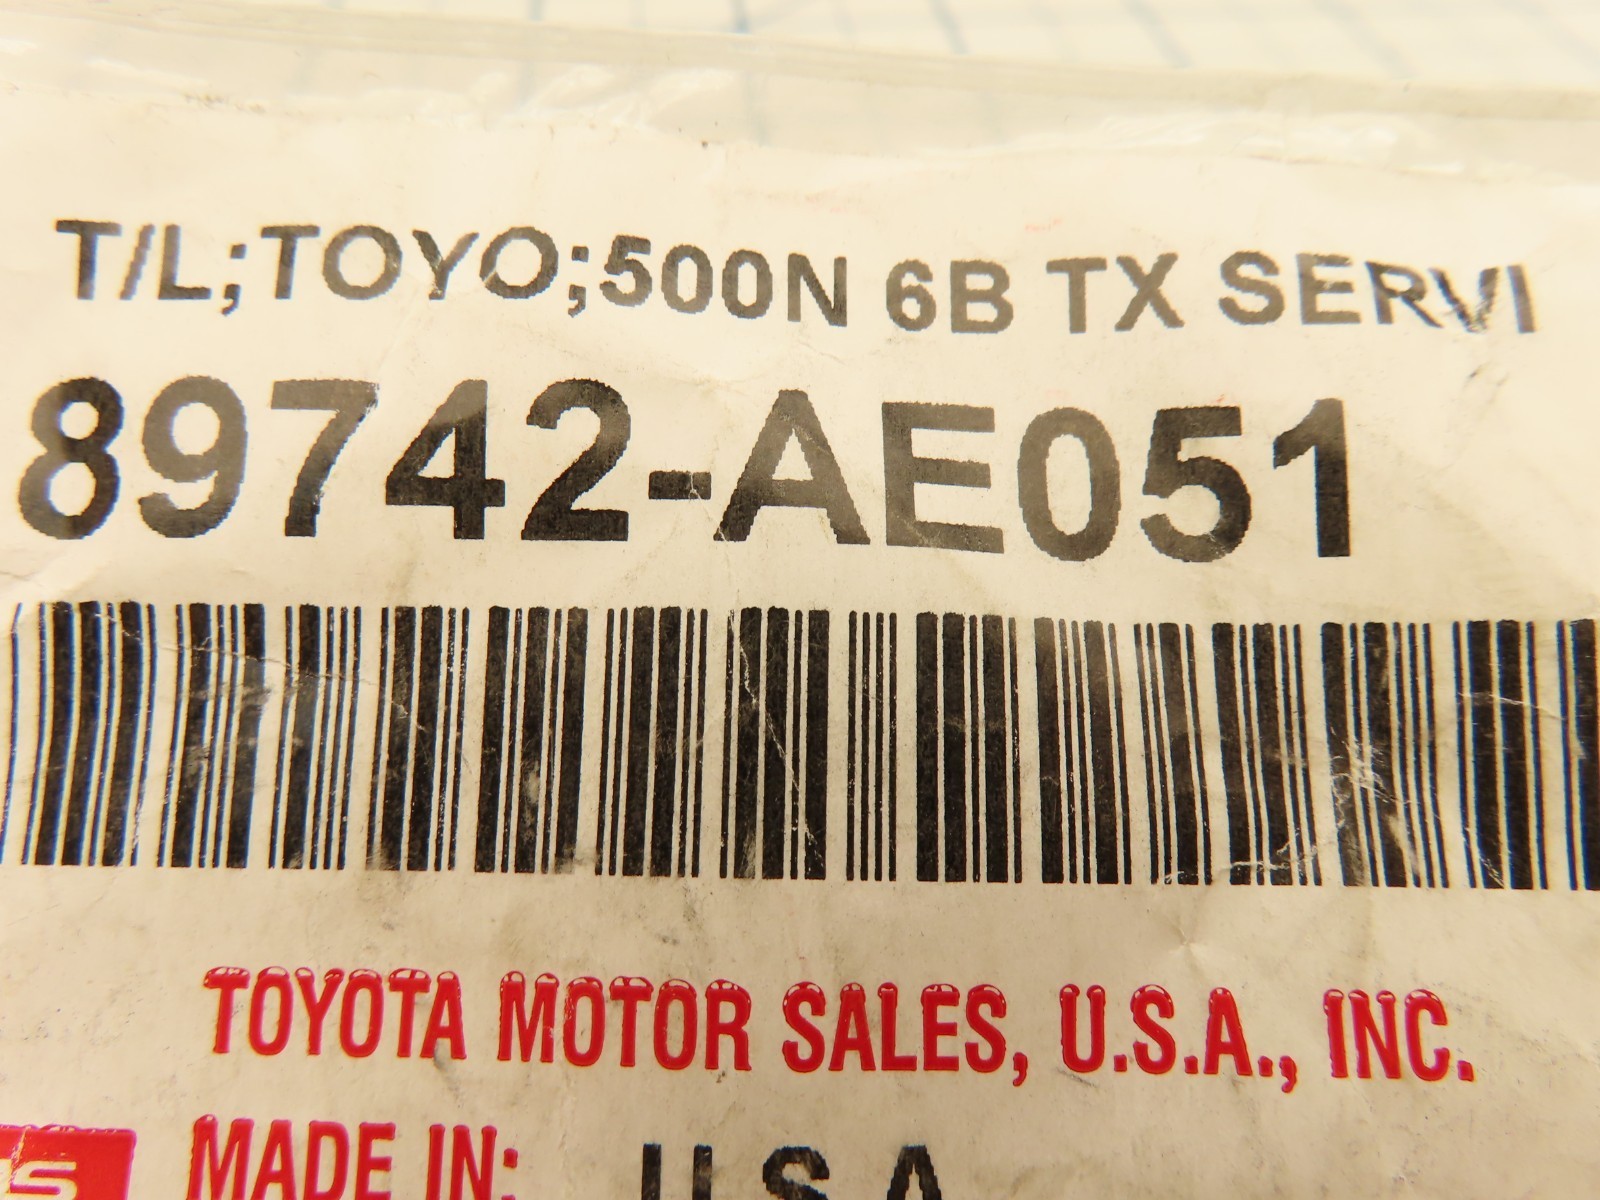 T/L;TOYO;500N 6B TX SERVI
89742-AE051
TOYOTA MOTOR SALES, U.S.A., INC.
MADE IN: U.S.A